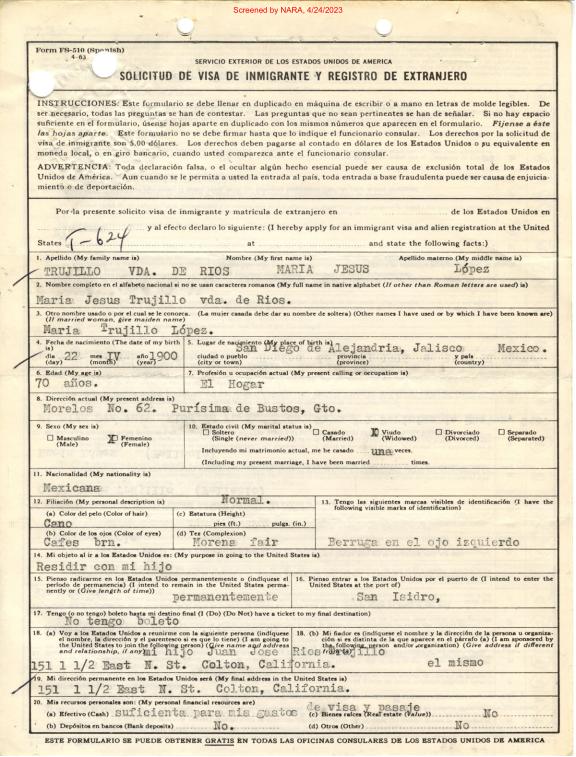 Screened by NARA, 4/24/2023
Form FS-510 (Spanish)
4-63
SERVICIO EXTERIOR DE LOS ESTADOS UNIDOS DE AMERICA
SOLICITUD DE VISA DE INMIGRANTE Y REGISTRO DE EXTRANJERO
INSTRUCCIONES: Este formulario se debe llenar en duplicado en máquina de escribir o a mano en letras de molde legibles. De
ser necesario, todas las preguntas se han de contestar. Las preguntas que no sean pertinentes se han de señalar. Si no hay espacio
suficiente en el formulario, úsense hojas aparte en duplicado con los mismos números que aparecen en el formulario. Fíjense a éste
las hojas aparte. Este formulario no se debe firmar hasta que lo indique el funcionario consular. Los derechos por la solicitud
de visa de inmigrante son 5.00 dólares. Los derechos deben pagarse al contado en dólares de los Estados Unidos o su equivalente en
moneda local, o en giro bancario, cuando usted comparezca ante el funcionario consular.
ADVERTENCIA: Toda declaración falsa, o el ocultar algún hecho esencial puede ser causa de exclusión total de los Estados
Unidos de América. Aun cuando se le permita a usted la entrada al país, toda entrada a base fraudulenta puede ser causa de enjuicia-
miento o de deportación.
Por la presente solicito visa de inmigrante y matrícula de extranjero en de los Estados Unidos en
y al efecto declaro lo siguiente: (I hereby apply for an immigrant visa and alien registration at the United
States T-624 at and state the following facts:)
1. Apellido (My family name is) Nombre (My first name is) Apellido materno (My middle name is)
TRUJILLO VDA. DE RIOS MARIA JESUS López
2. Nombre completo en el alfabeto nacional si no se usan caracteres romanos (My full name in native alphabet (If other than Roman letters are used) is)
Maria Jesus Trujillo vda. de Rios.
3. Otro nombre usado o por el cual se le conozca. (La mujer casada debe dar su nombre de soltera) (Other names I have used or by which I have been known are)
(If married woman, give maiden name)
Maria Trujillo López.
4. Fecha de nacimiento (The date of my birth is)
día 22 mes IV año 1900
(day) (month) (year)
5. Lugar de nacimiento (My place of birth is)
San Diego de Alejandria, Jalisco Mexico.
ciudad o pueblo provincia y país
(city or town) (province) (country)
6. Edad (My age is) 7. Profesión u ocupación actual (My present calling or occupation is)
70 años. El Hogar
8. Dirección actual (My present address is)
Morelos No. 62. Purísima de Bustos, Gto.
9. Sexo (My sex is)
Masculino X Femenino
(Male) (Female)
10. Estado civil (My marital status is)
Soltero Casado X Viudo Divorciado Separado
(Single (never married)) (Married) (Widowed) (Divorced) (Separated)
Incluyendo mi matrimonio actual, me he casado una veces.
(Including my present marriage, I have been married times.
11. Nacionalidad (My nationality is)
Mexicana
12. Filiación (My personal description is) Normal.
(a) Color del pelo (Color of hair) (c) Estatura (Height)
Cano pies (ft.) pulgs. (in.)
(b) Color de los ojos (Color of eyes) (d) Tez (Complexion)
Cafes brn. Morena fair
13. Tengo las siguientes marcas visibles de identificación (I have the
following visible marks of identification)
Berruga en el ojo izquierdo
14. Mi objeto al ir a los Estados Unidos es: (My purpose in going to the United States is)
Residir con mi hijo
15. Pienso radicarme en los Estados Unidos permanentemente o (indíquese el
período de permanencia) (I intend to remain in the United States perma-
nently or (Give length of time))
permanentemente
16. Pienso entrar a los Estados Unidos por el puerto de (I intend to enter the
United States at the port of)
San Isidro,
17. Tengo (o no tengo) boleto hasta mi destino final (I (Do) (Do Not) have a ticket to my final destination)
No tengo boleto
18. (a) Voy a Estados Unidos a reunirme con la siguiente persona (indíquese
el nombre, la dirección y el parentesco si es que lo tiene) (I am going to
the United States to join the following person) (Give name and address
and relationship, if any)
mi hijo Juan Jose Rios Trujillo
151 1 1/2 East N. St. Colton, California.
18. (b) Mi fiador es (indíquese el nombre y la dirección de la persona u organiza-
ción si es distinta de la que aparece en el párrafo (a) (I am sponsored by
the following person and/or organization) (Give address if different
el mismo
19. Mi dirección permanente en los Estados Unidos será (My final address in the United States is)
151 1 1/2 East N. St. Colton, California.
20. Mis recursos personales son: (My personal financial resources are)
(a) Efectivo (Cash) suficienta para mis gastos de visa y pasaje (c) Bienes raíces (Real estate (Value)) No
(b) Depósitos en bancos (Bank deposits) No. (d) Otros (Other) No
ESTE FORMULARIO SE PUEDE OBTENER GRATIS EN TODAS LAS OFICINAS CONSULARES DE LOS ESTADOS UNIDOS DE AMERICA